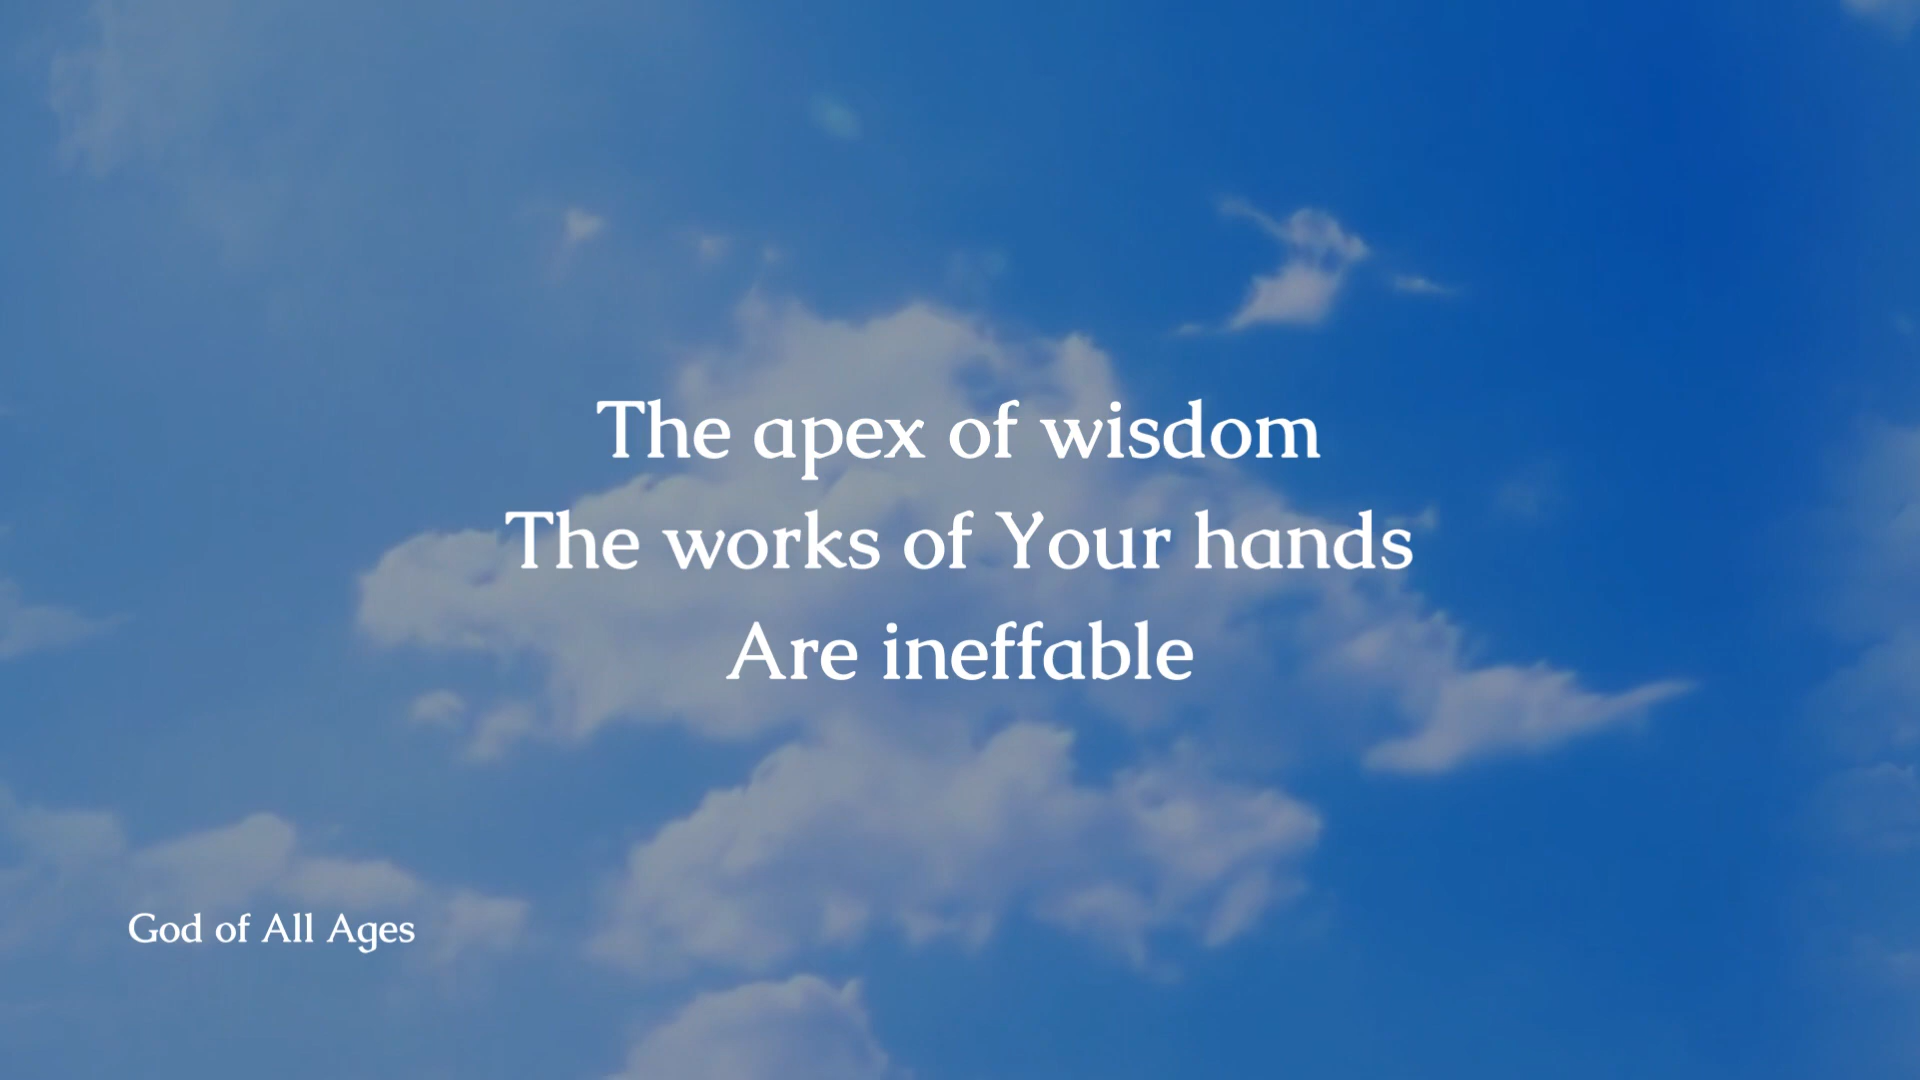 The apex of wisdom
The works of Your hands
Are ineffable
God of All Ages